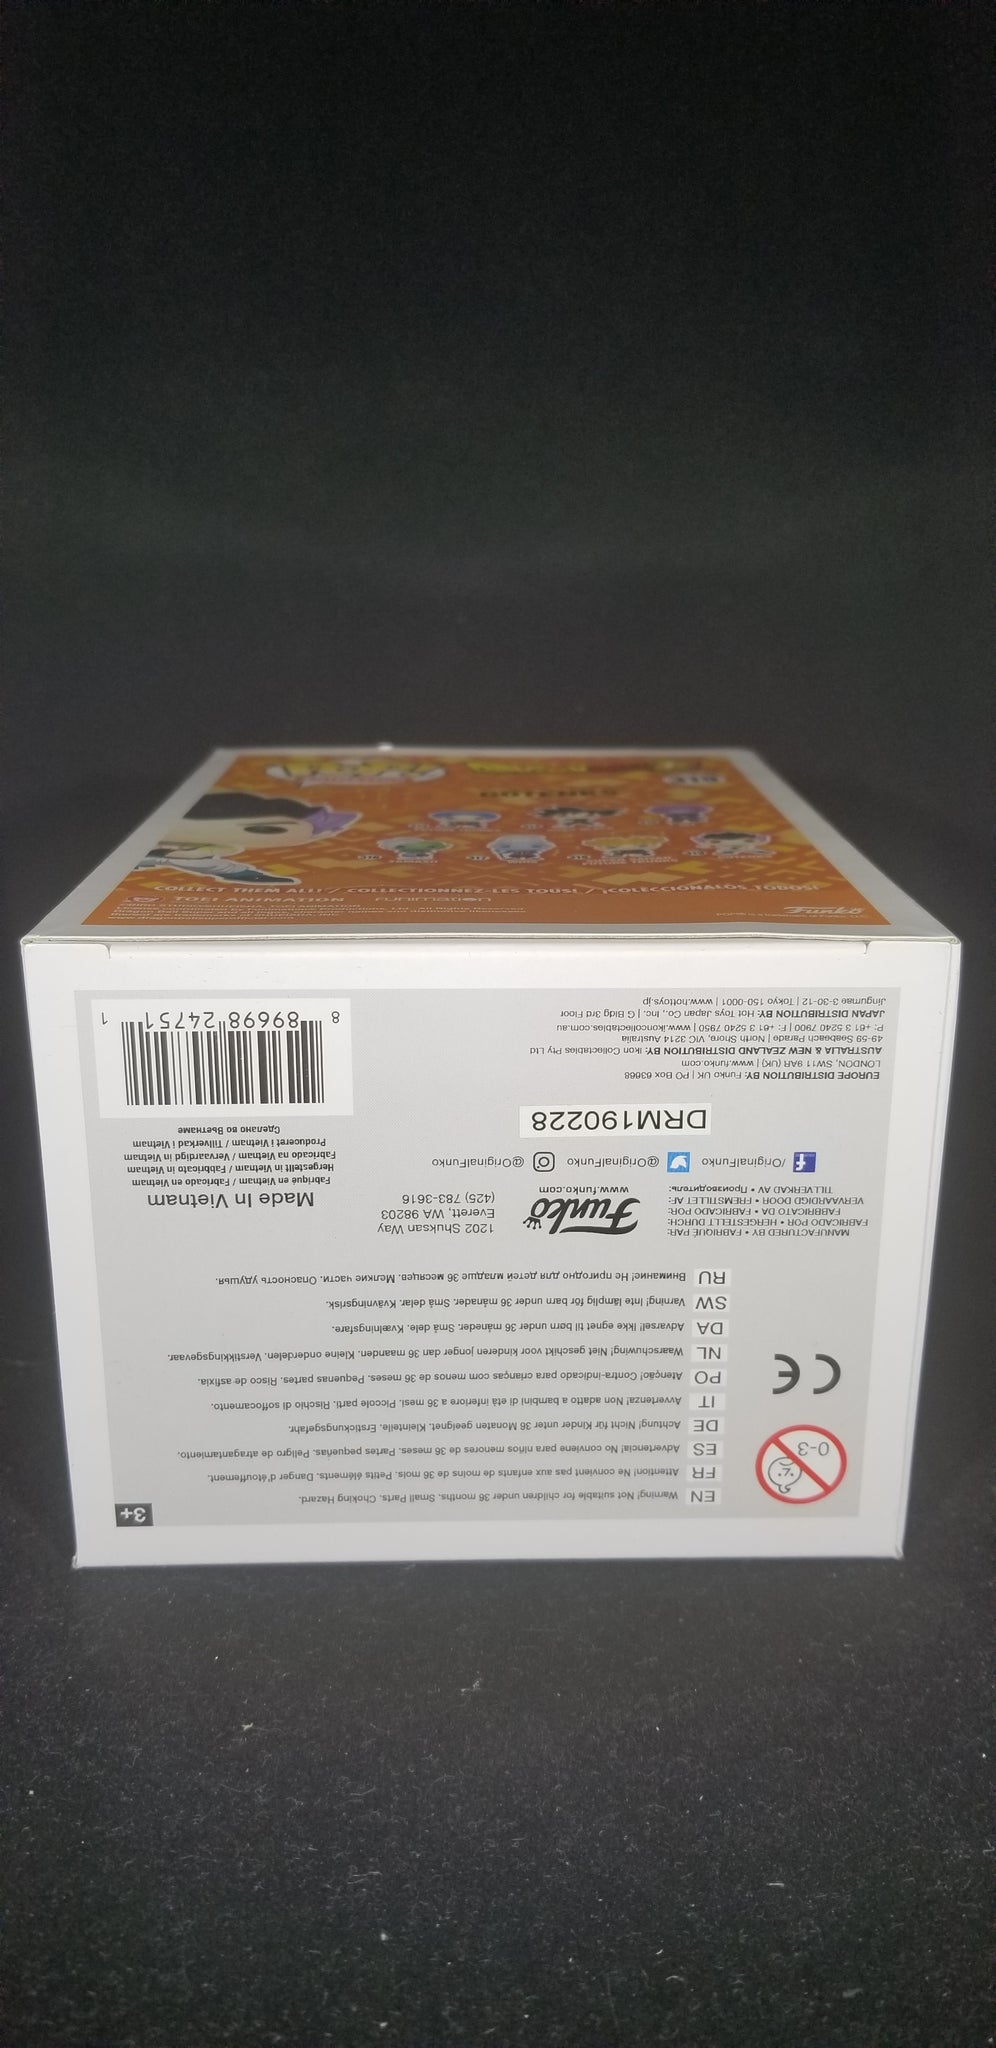 EN Warning! Not suitable for children under 36 months. Small Parts. Choking Hazard.
3+
FR Attention! Ne convient pas aux enfants de moins de 36 mois. Petits éléments. Danger d'étouffement.
ES Advertencia! No conviene para ninos menores de 36 meses. Partes pequeñas. Peligro de atragantamiento.
DE Achtung! Nicht für Kinder unter 36 Monaten geeignet. Kleinteile. Erstickungsgefahr.
IT Avvertenza! Non adatto a bambini di età inferiore a 36 mesi. Piccole parti. Rischio di soffocamento.
PO Atenção! Contra-indicado para crianças com menos de 36 meses. Pequenas partes. Risco de asfixia.
NL Waarschuwing! Niet geschikt voor kinderen jonger dan 36 maanden. Kleine onderdelen. Verstikkingsgevaar.
DA Advarsel! Ikke egnet til børn under 36 måneder. Små dele. Kvælningsfare.
SW Varning! Inte lämplig för barn under 36 månader. Små delar. Kvävningsrisk.
RU Внимание! Не пригодно для детей младше 36 месяцев. Мелкие части. Опасность удушья.
0-3
CE
MANUFACTURED BY • FABRIQUÉ PAR:
FABRICADO POR • HERGESTELLT DURCH:
FABBRICATO DA • FABRICADO POR:
VERVAARDIGD DOOR • FREMSTILLET AF:
TILLVERKAD AV • Производитель:
Funko
www.funko.com
1202 Shuksan Way
Everett, WA 98203
(425) 783-3616
Made In Vietnam
Fabriqué en Vietnam / Fabricado en Vietnam
Hergestellt in Vietnam / Fabbricato in Vietnam
Fabricado na Vietnam / Vervaardigd in Vietnam
Produceret i Vietnam / Tillverkad i Vietnam
Сделано во Вьетнаме
/OriginalFunko @OriginalFunko @OriginalFunko
DRM190228
EUROPE DISTRIBUTION BY: Funko UK | PO Box 63668
LONDON, SW11 9AR (UK) | www.funko.com
AUSTRALIA & NEW ZEALAND DISTRIBUTION BY: Ikon Collectables Pty Ltd
49-59 Seabeach Parade | North Shore, VIC 3214 Australia
P: +61 3 5240 7900 | F: +61 3 5240 7950 | www.ikoncollectables.com.au
JAPAN DISTRIBUTION BY: Hot Toys Japan Co., Inc. | G Bldg 3rd Floor
Jingumae 3-30-12 | Tokyo 150-0001 | www.hottoys.jp
8 89698 24751 1
Funko
FUNIMATION
TOEI ANIMATION
COLLECT THEM ALL! / COLLECTIONNEZ-LES TOUS! / ¡COLECCIÓNALOS TODOS!
SUPER SAIYAN
FUTURE TRUNKS
WHIS
ZAMASU
GOTENKS